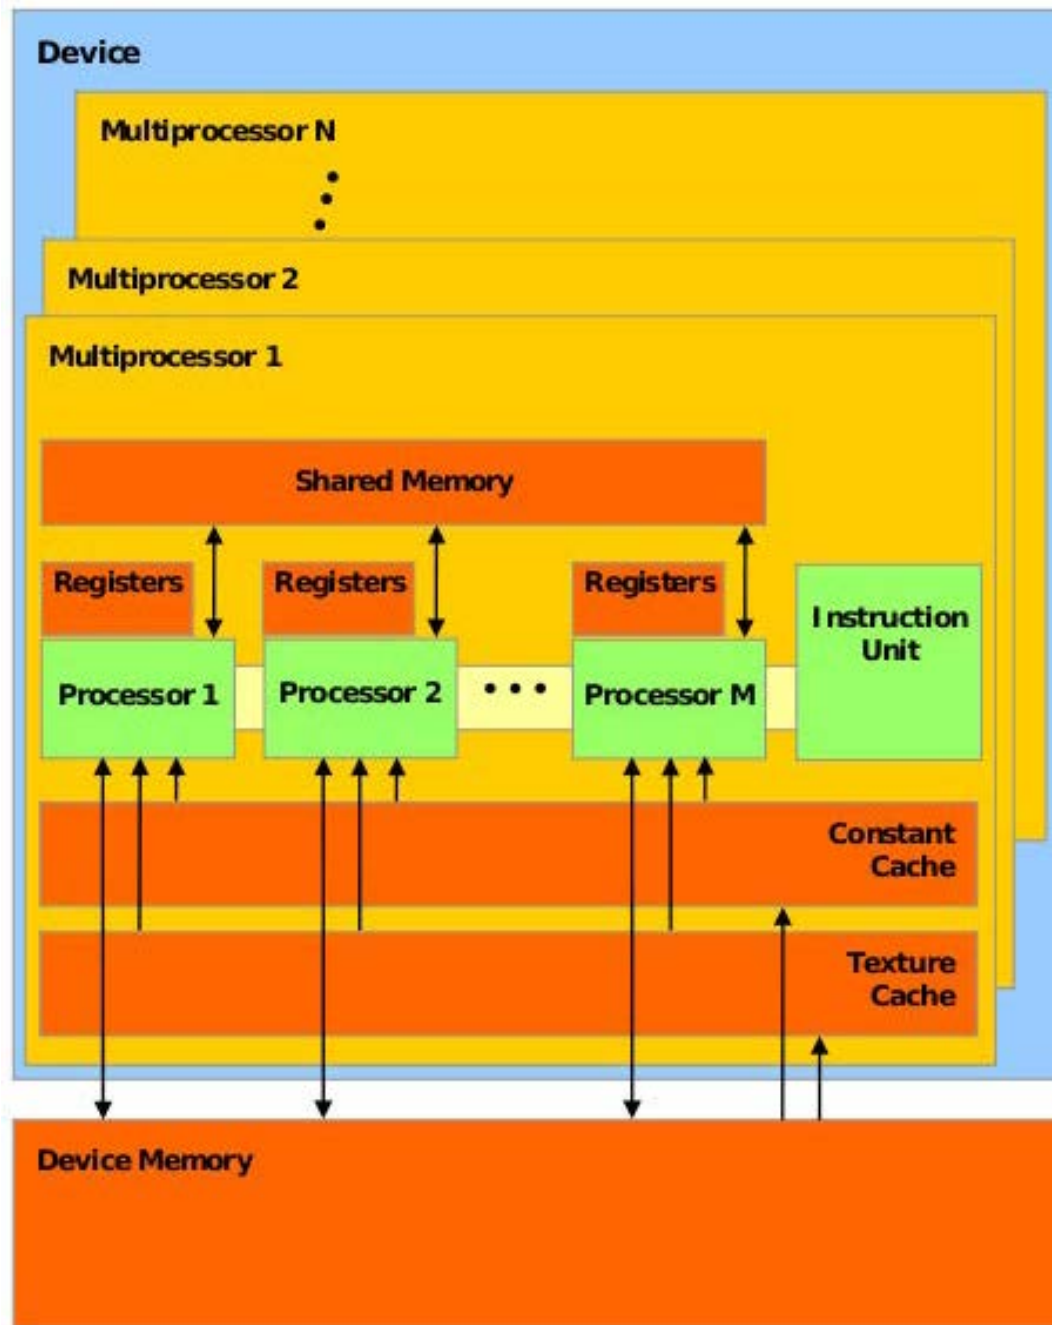 Device
Multiprocessor N
Multiprocessor 2
Multiprocessor 1
Shared Memory
Registers
Registers
Registers
Instruction
Unit
Processor 1
Processor 2
Processor M
Constant
Cache
Texture
Cache
Device Memory